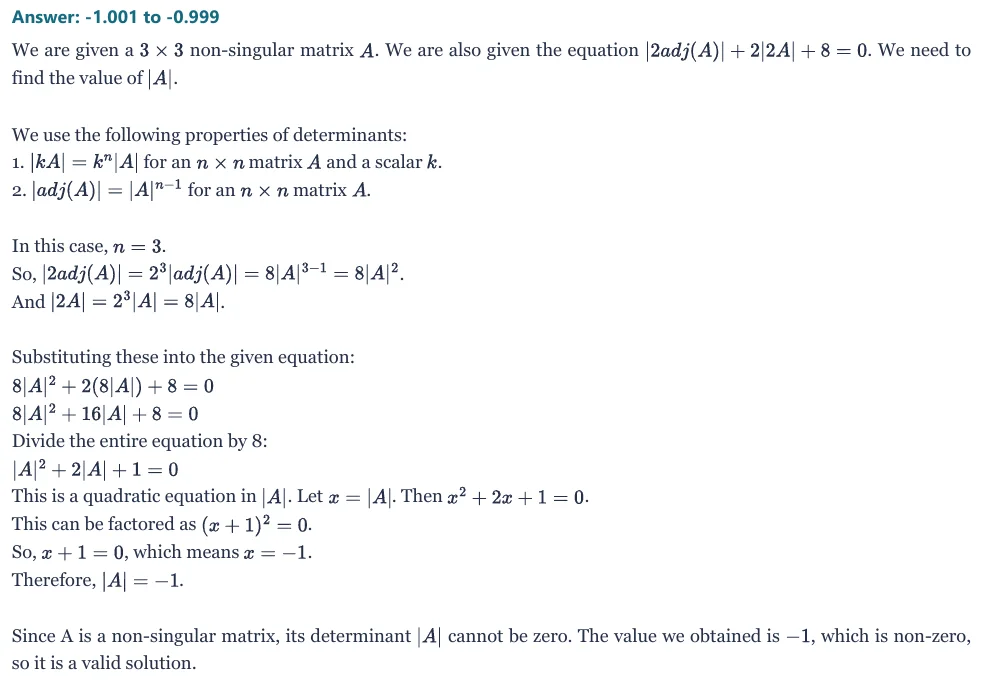 Answer: -1.001 to -0.999
We are given a 3 × 3 non-singular matrix A. We are also given the equation |2adj(A)| + 2|2A| + 8 = 0. We need to
find the value of |A|.
We use the following properties of determinants:
1. |kA| = kⁿ|A| for an n × n matrix A and a scalar k.
2. |adj(A)| = |A|ⁿ⁻¹ for an n × n matrix A.
In this case, n = 3.
So, |2adj(A)| = 2³|adj(A)| = 8|A|³⁻¹ = 8|A|².
And |2A| = 2³|A| = 8|A|.
Substituting these into the given equation:
8|A|² + 2(8|A|) + 8 = 0
8|A|² + 16|A| + 8 = 0
Divide the entire equation by 8:
|A|² + 2|A| + 1 = 0
This is a quadratic equation in |A|. Let x = |A|. Then x² + 2x + 1 = 0.
This can be factored as (x + 1)² = 0.
So, x + 1 = 0, which means x = −1.
Therefore, |A| = −1.
Since A is a non-singular matrix, its determinant |A| cannot be zero. The value we obtained is −1, which is non-zero,
so it is a valid solution.